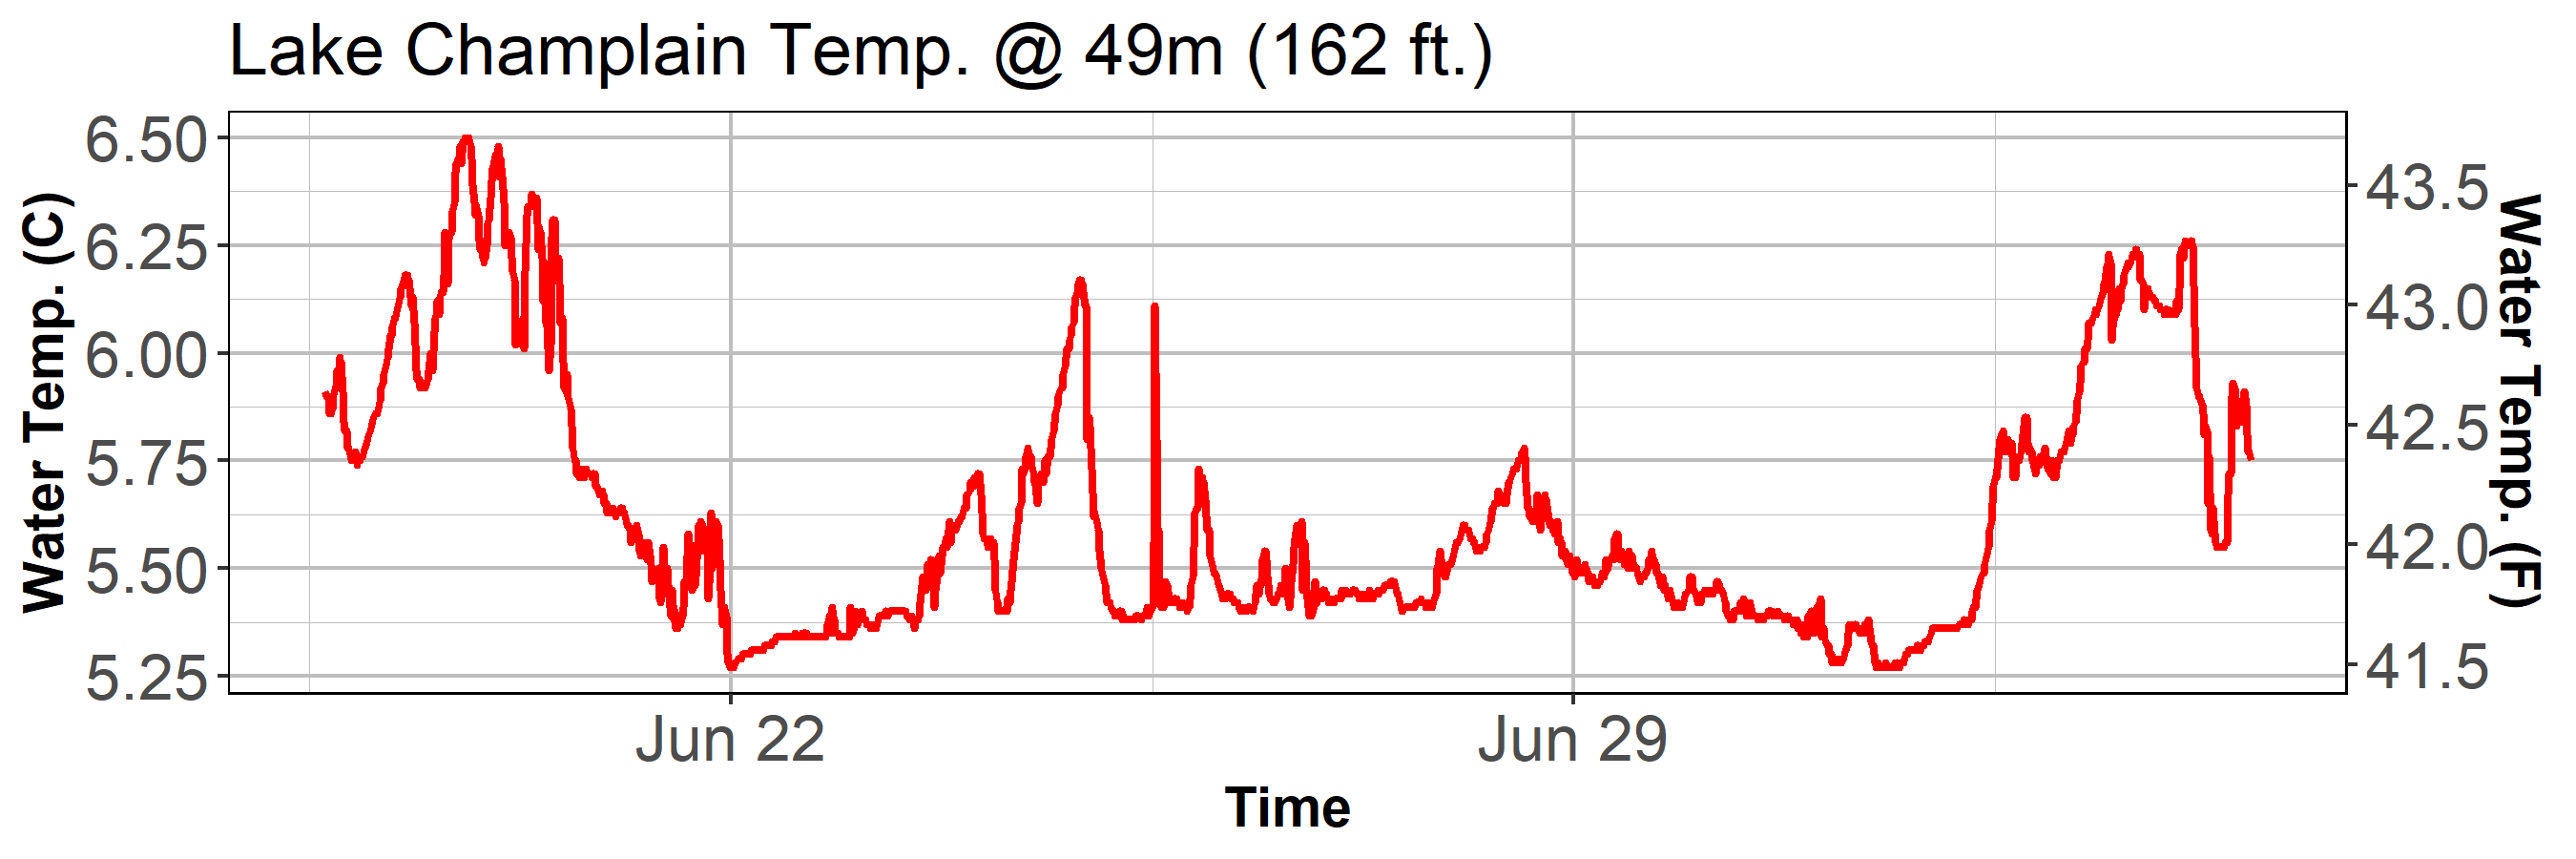 Lake Champlain Temp. @ 49m (162 ft.)
Water Temp. (C)
6.50
6.25
6.00
5.75
5.50
5.25
43.5
43.0
42.5
42.0
41.5
Water Temp. (F)
Jun 22
Jun 29
Time